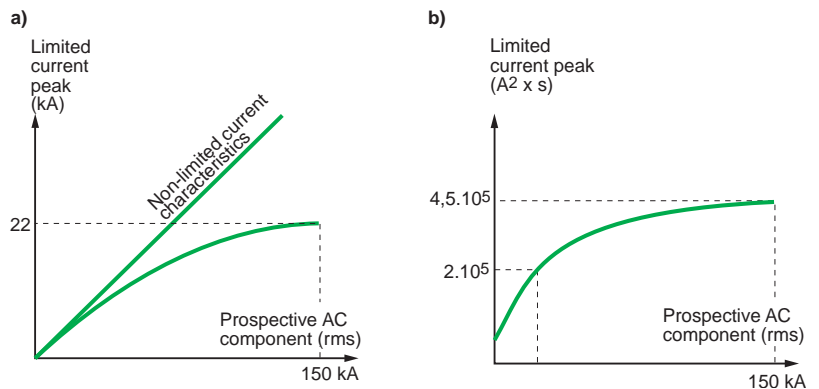 a)
Limited
current
peak
(kA)
Non-limited current
characteristics
22
Prospective AC
component (rms)
150 kA
b)
Limited
current peak
(A² x s)
4,5.10⁵
2.10⁵
Prospective AC
component (rms)
150 kA